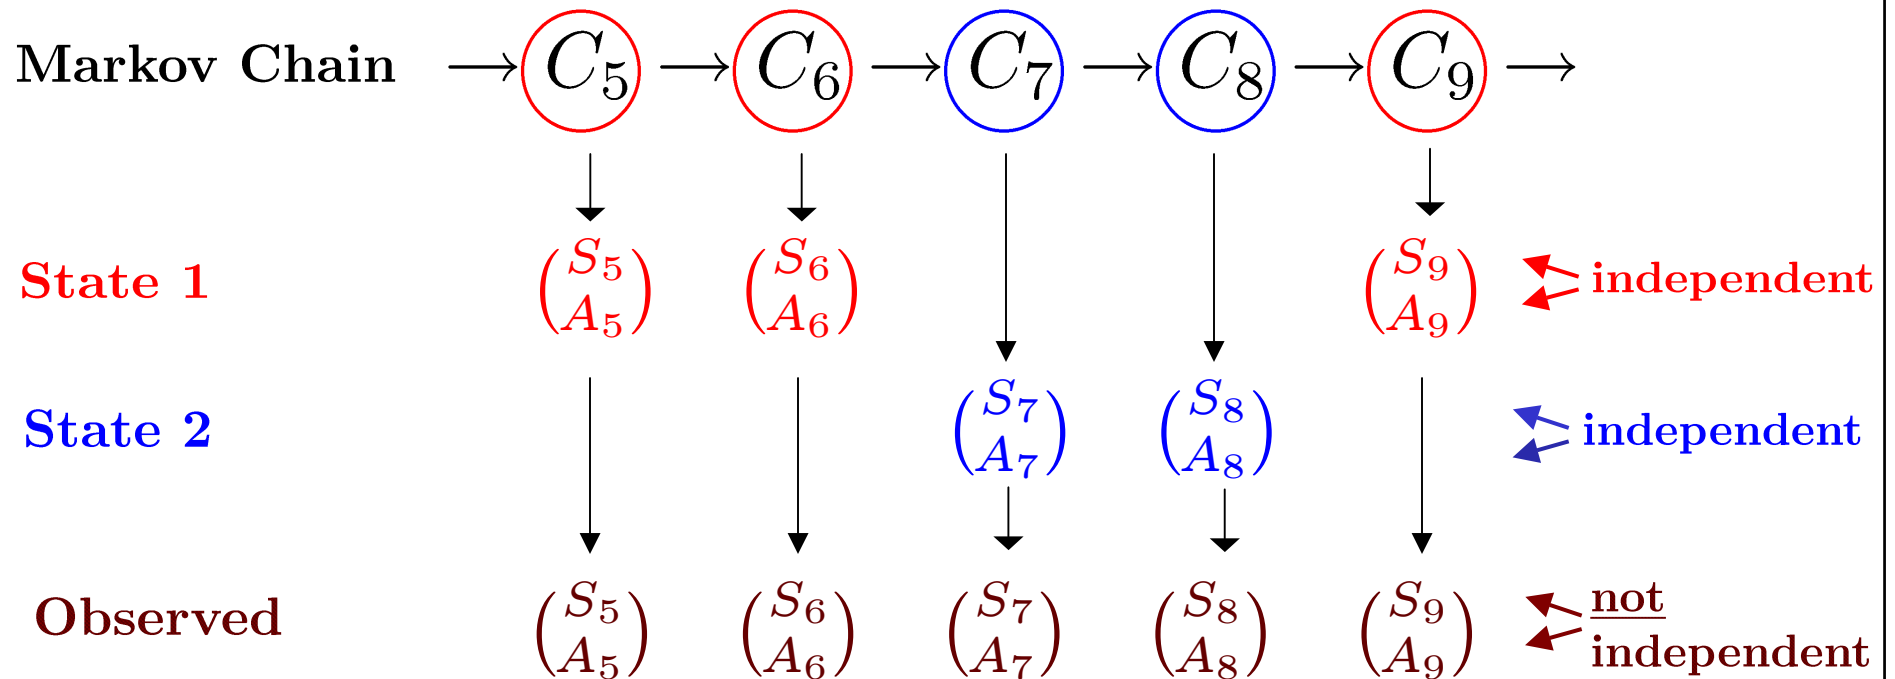 Markov Chain → C₅ → C₆ → C₇ → C₈ → C₉ →
State 1 (S₅ A₅) (S₆ A₆) (S₉ A₉) independent
State 2 (S₇ A₇) (S₈ A₈) independent
Observed (S₅ A₅) (S₆ A₆) (S₇ A₇) (S₈ A₈) (S₉ A₉) not
independent